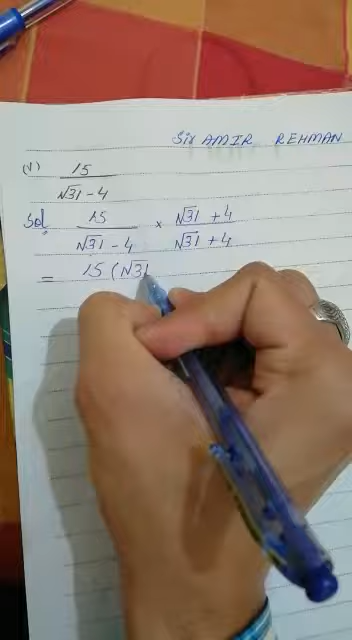 Sir AMIR REHMAN
(v) 15 / √31 - 4
Sol. 15 / √31 - 4 × √31 + 4 / √31 + 4
= 15 (√31